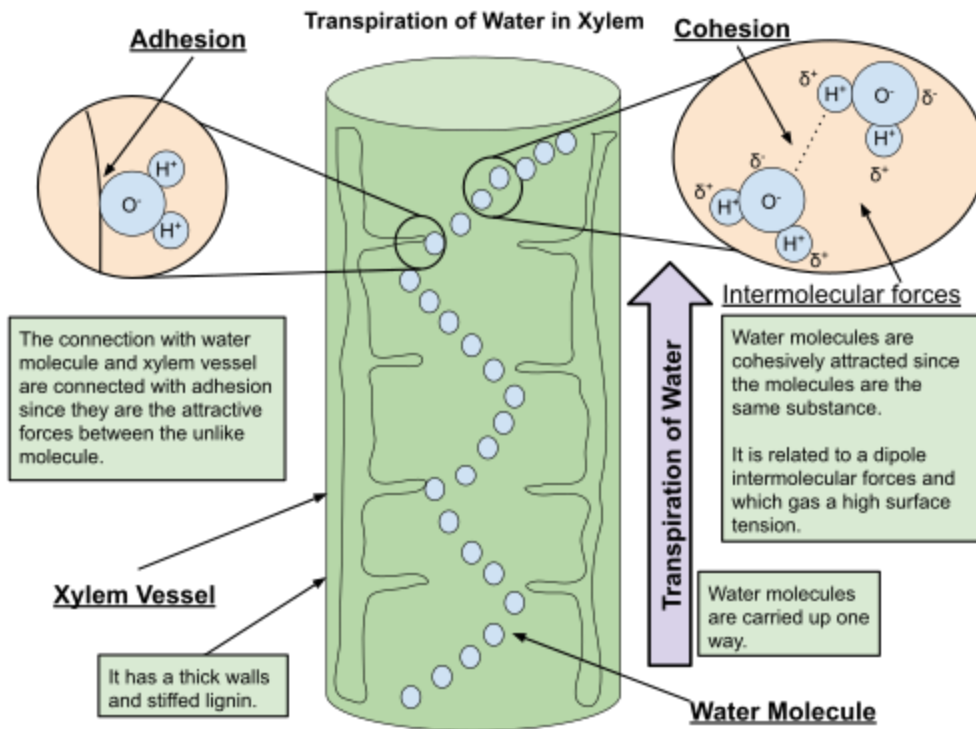 Transpiration of Water in Xylem
Adhesion
Cohesion
O⁻
H⁺
H⁺
δ⁺
H⁺
O⁻
δ⁻
H⁺
δ⁺
δ⁻
δ⁺
H⁺
O⁻
H⁺
δ⁺
Intermolecular forces
The connection with water
molecule and xylem vessel
are connected with adhesion
since they are the attractive
forces between the unlike
molecule.
Transpiration of Water
Water molecules are
cohesively attracted since
the molecules are the
same substance.
It is related to a dipole
intermolecular forces and
which gas a high surface
tension.
Xylem Vessel
Water molecules
are carried up one
way.
It has a thick walls
and stiffed lignin.
Water Molecule